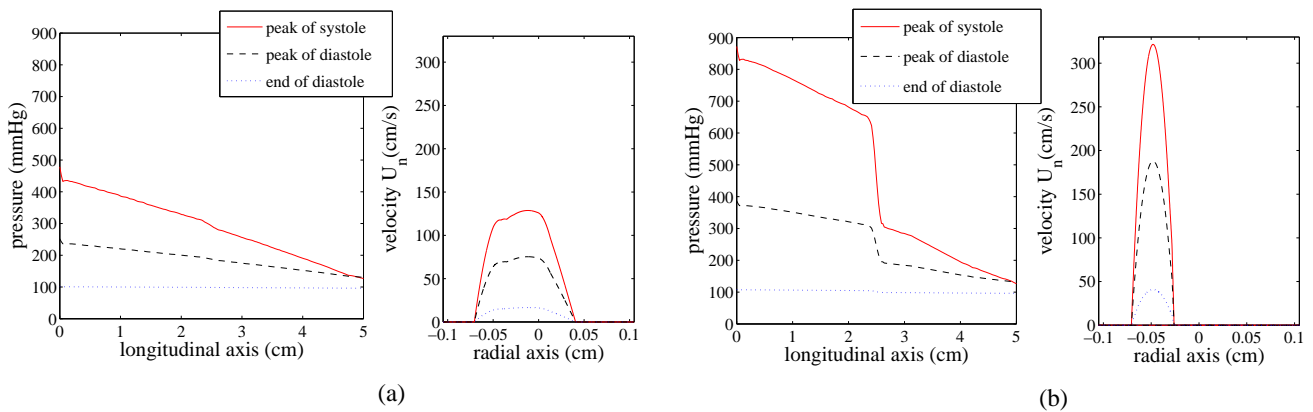 peak of systole
peak of diastole
end of diastole
900
800
700
600
500
400
300
200
100
0
pressure (mmHg)
0 1 2 3 4 5
longitudinal axis (cm)
300
250
200
150
100
50
0
velocity U_n (cm/s)
−0.1 −0.05 0 0.05 0.1
radial axis (cm)
(a)
peak of systole
peak of diastole
end of diastole
900
800
700
600
500
400
300
200
100
0
pressure (mmHg)
0 1 2 3 4 5
longitudinal axis (cm)
300
250
200
150
100
50
0
velocity U_n (cm/s)
−0.1 −0.05 0 0.05 0.1
radial axis (cm)
(b)